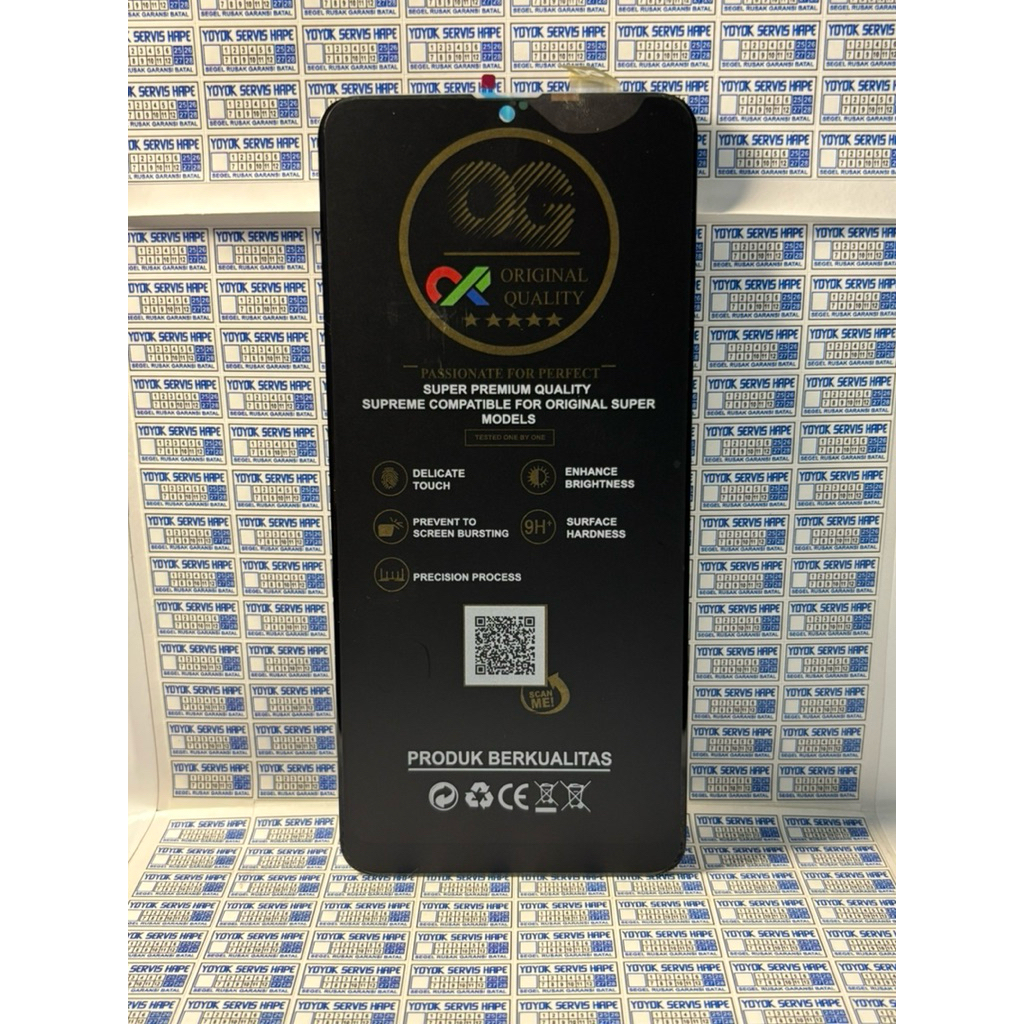 YOYOK SERVIS HAPE
SEGEL RUSAK GARANSI BATAL
OG
ORIGINAL
QUALITY
PASSIONATE FOR PERFECT
SUPER PREMIUM QUALITY
SUPREME COMPATIBLE FOR ORIGINAL SUPER
MODELS
TESTED ONE BY ONE
DELICATE
TOUCH
ENHANCE
BRIGHTNESS
PREVENT TO
SCREEN BURSTING
9H+
SURFACE
HARDNESS
PRECISION PROCESS
SCAN
ME!
PRODUK BERKUALITAS
CE